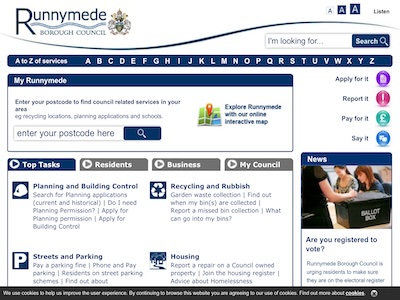 Runnymede
BOROUGH COUNCIL
A A A
Listen
I'm looking for...
Search
A to Z of services A B C D E F G H I J K L M N O P Q R S T U V W X Y Z
My Runnymede
Enter your postcode to find council related services in your
area
eg recycling locations, planning applications and schools.
enter your postcode here
Explore Runnymede
with our online
interactive map
Apply for it
Report it
Pay for it
Say it
Top Tasks
Residents
Business
My Council
Planning and Building Control
Search for Planning applications
(current and historical) | Do I need
Planning Permission? | Apply for
Planning permission | Apply for
Building Control
Recycling and Rubbish
Garden waste collection | Find out
when my bin(s) are collected |
Report a missed bin collection | What
can go into my bins?
P
Streets and Parking
Pay a parking fine | Phone and Pay
parking | Residents on street parking
schemes | Find out about
Housing
Report a repair on a Council owned
property | Join the housing register |
Advice about Homelessness
News
BALLOT
BOX
Are you registered to
vote?
Runnymede Borough Council is
urging residents to make sure
they are on the electoral register
We use cookies to help us improve the user experience. By continuing to browse this website you are agreeing to our use of cookies. Find out more about cookies. X